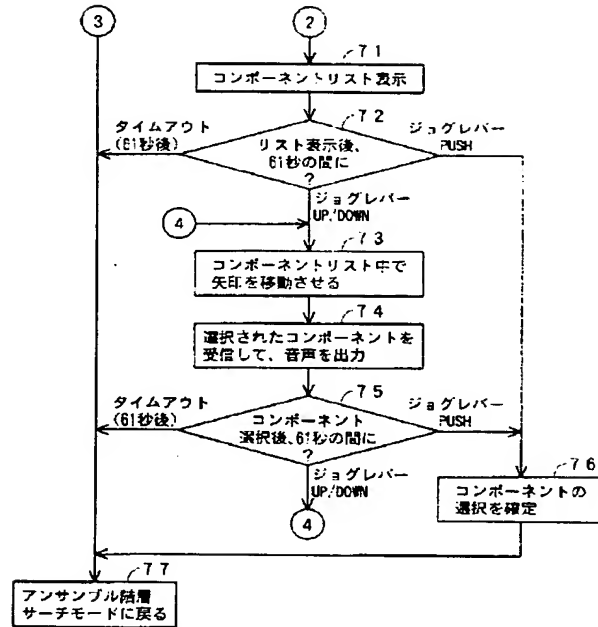 3
2
71
コンポーネントリスト表示
72
タイムアウト
(61秒後)
リスト表示後、
61秒の間に
?
ジョグレバー
PUSH
ジョグレバー
UP/DOWN
4
73
コンポーネントリスト中で
矢印を移動させる
74
選択されたコンポーネントを
受信して、音声を出力
75
タイムアウト
(61秒後)
コンポーネント
選択後、61秒の間に
?
ジョグレバー
PUSH
ジョグレバー
UP/DOWN
4
76
コンポーネントの
選択を確定
77
アンサンブル階層
サーチモードに戻る